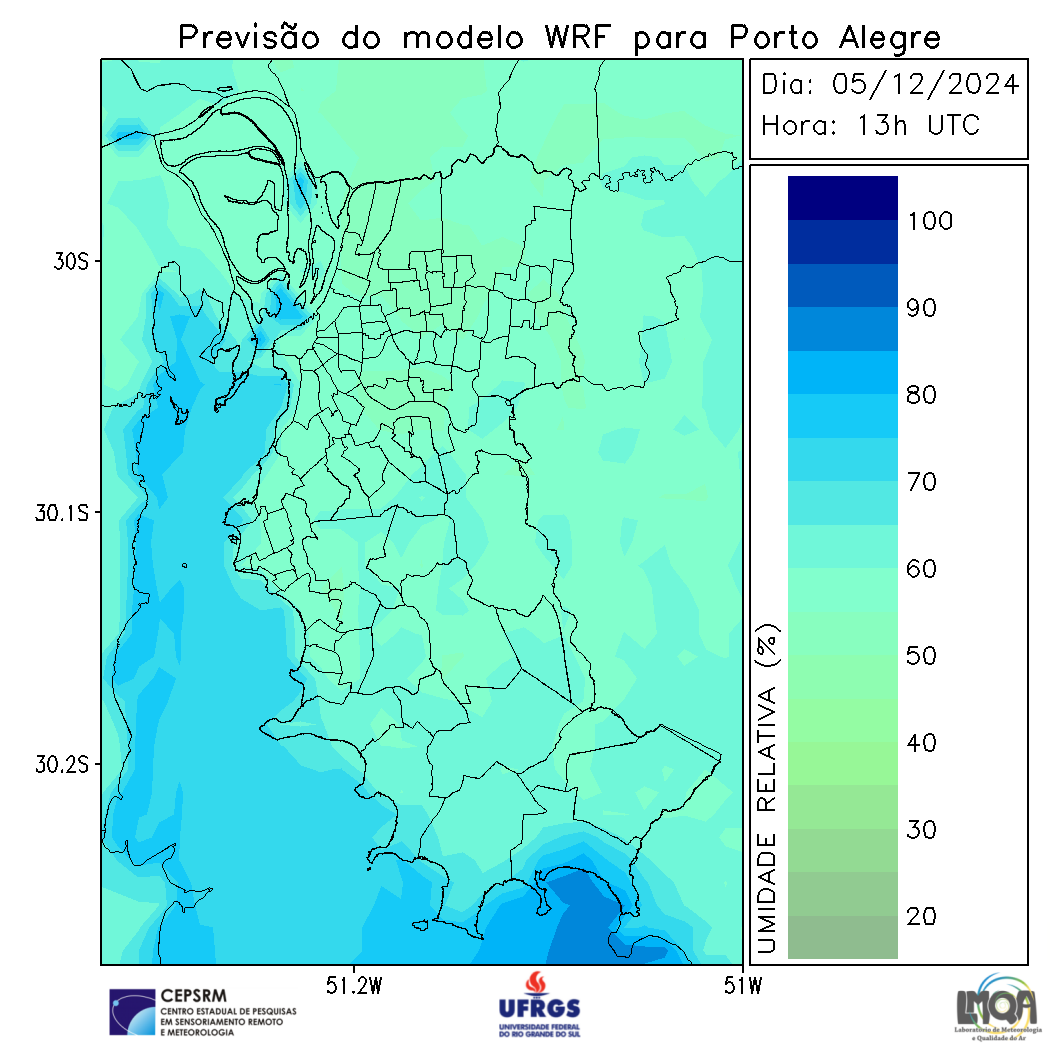 Previsão do modelo WRF para Porto Alegre
Dia: 05/12/2024
Hora: 13h UTC
100
90
80
70
60
50
40
30
20
UMIDADE RELATIVA (%)
30S
30.1S
30.2S
51.2W
51W
CEPSRM
CENTRO ESTADUAL DE PESQUISAS
EM SENSORIAMENTO REMOTO
E METEOROLOGIA
UFRGS
UNIVERSIDADE FEDERAL
DO RIO GRANDE DO SUL
LMQA
Laboratório de Meteorologia
e Qualidade do Ar